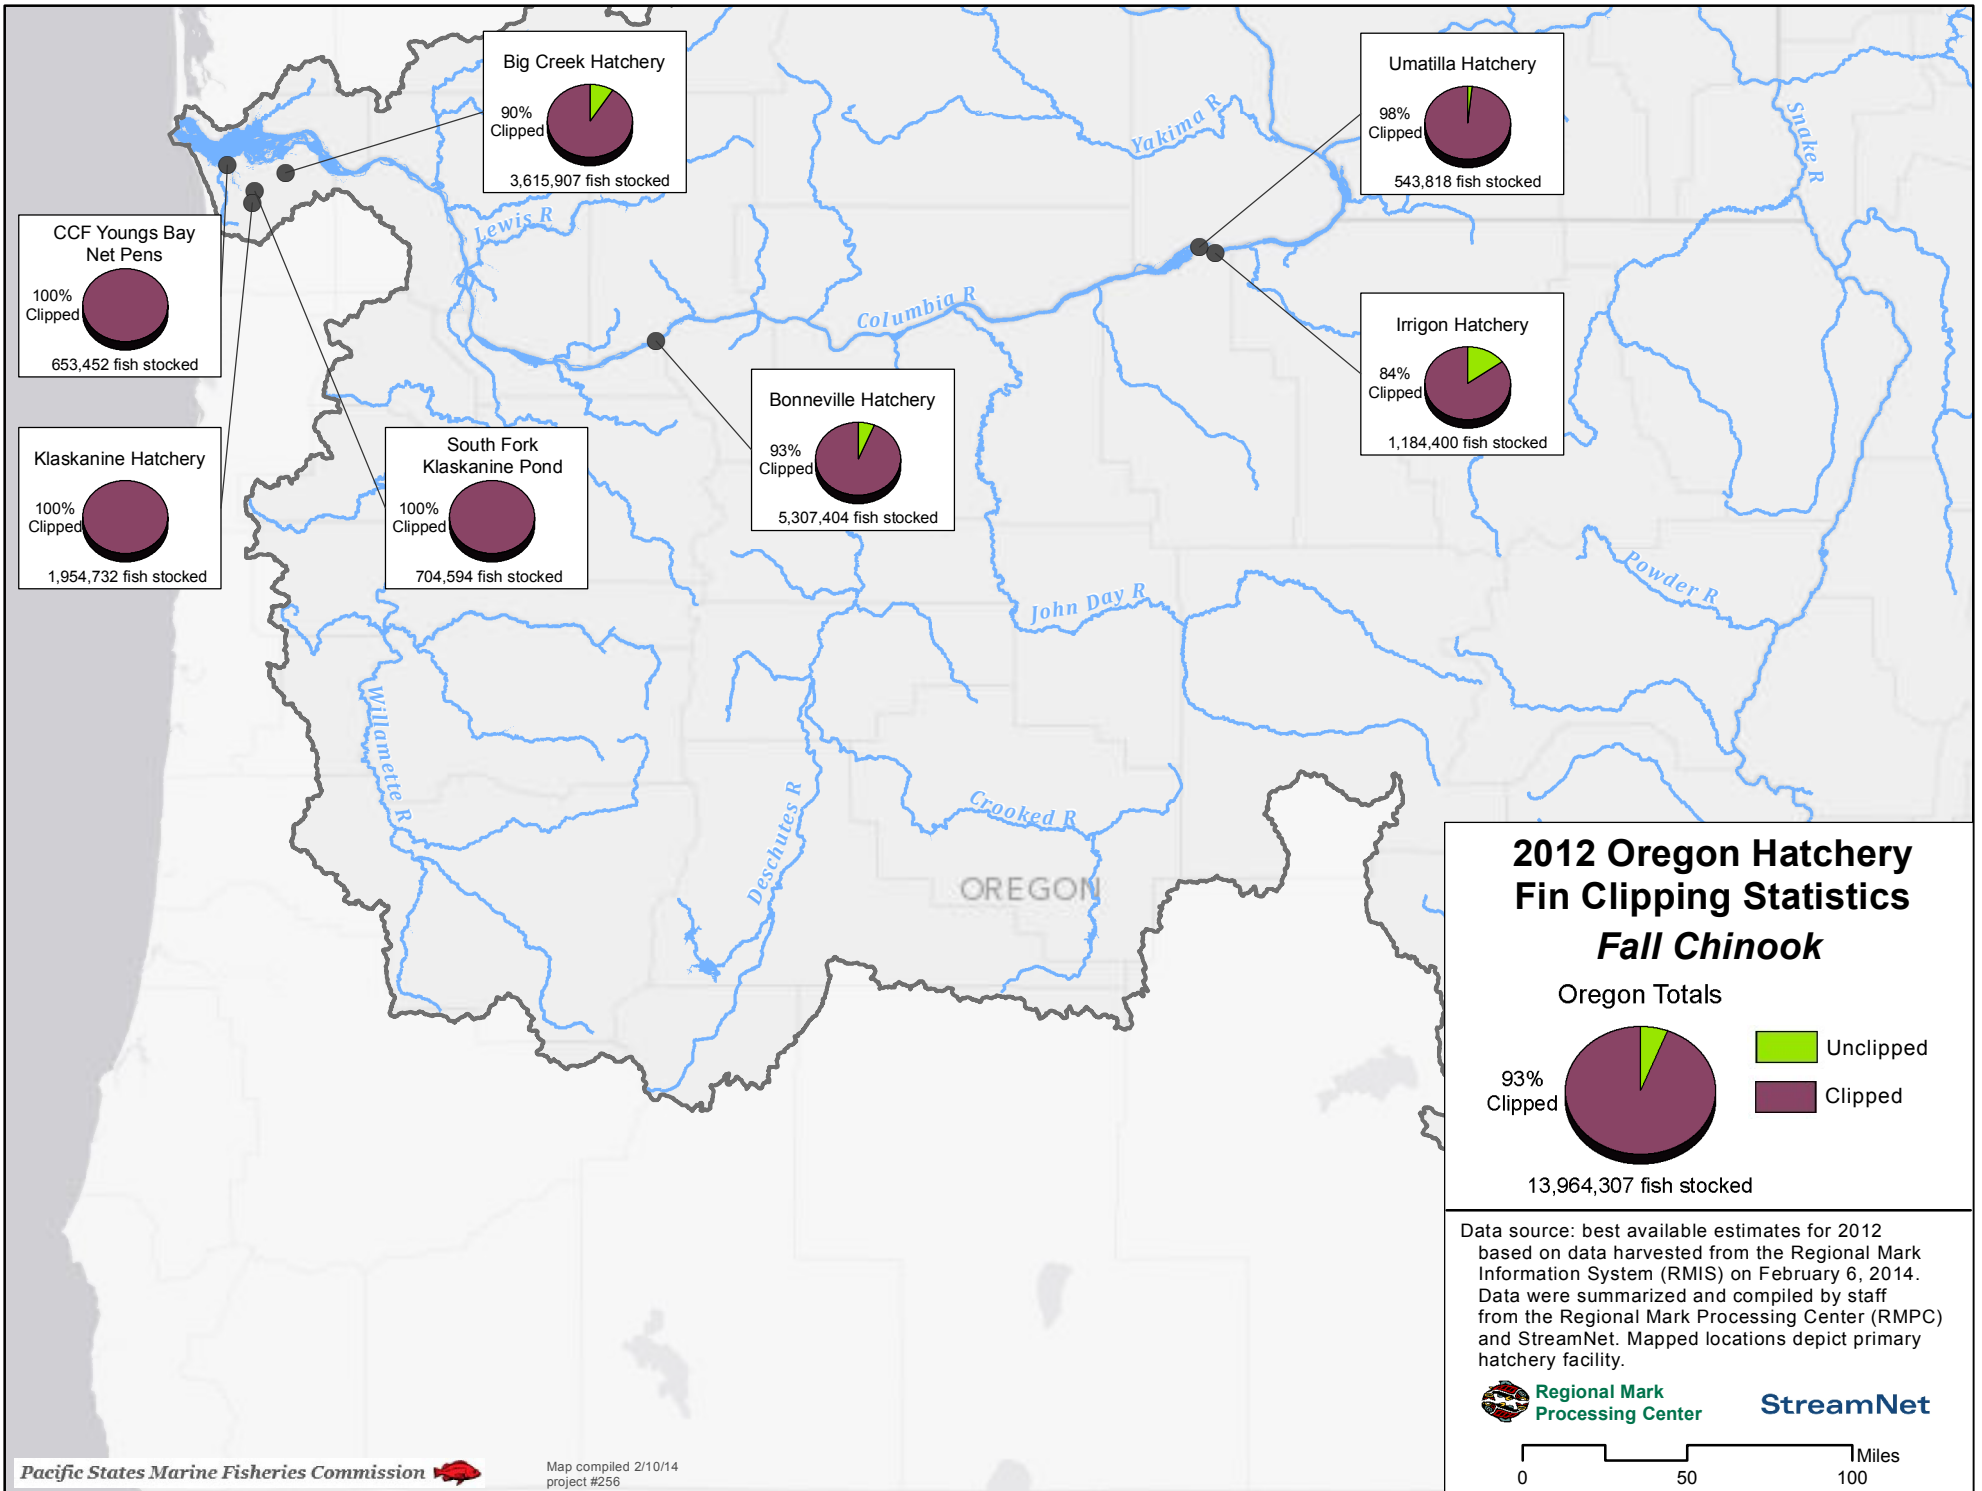 Big Creek Hatchery
90%
Clipped
3,615,907 fish stocked
Umatilla Hatchery
98%
Clipped
543,818 fish stocked
Yakima R
Snake R
CCF Youngs Bay
Net Pens
100%
Clipped
653,452 fish stocked
Lewis R
Columbia R
Irrigon Hatchery
84%
Clipped
1,184,400 fish stocked
Bonneville Hatchery
93%
Clipped
5,307,404 fish stocked
Klaskanine Hatchery
100%
Clipped
1,954,732 fish stocked
South Fork
Klaskanine Pond
100%
Clipped
704,594 fish stocked
John Day R
Powder R
Willamette R
Deschutes R
Crooked R
OREGON
2012 Oregon Hatchery
Fin Clipping Statistics
Fall Chinook
Oregon Totals
93%
Clipped
Unclipped
Clipped
13,964,307 fish stocked
Data source: best available estimates for 2012
based on data harvested from the Regional Mark
Information System (RMIS) on February 6, 2014.
Data were summarized and compiled by staff
from the Regional Mark Processing Center (RMPC)
and StreamNet. Mapped locations depict primary
hatchery facility.
Regional Mark
Processing Center
StreamNet
Miles
0 50 100
Pacific States Marine Fisheries Commission
Map compiled 2/10/14
project #256